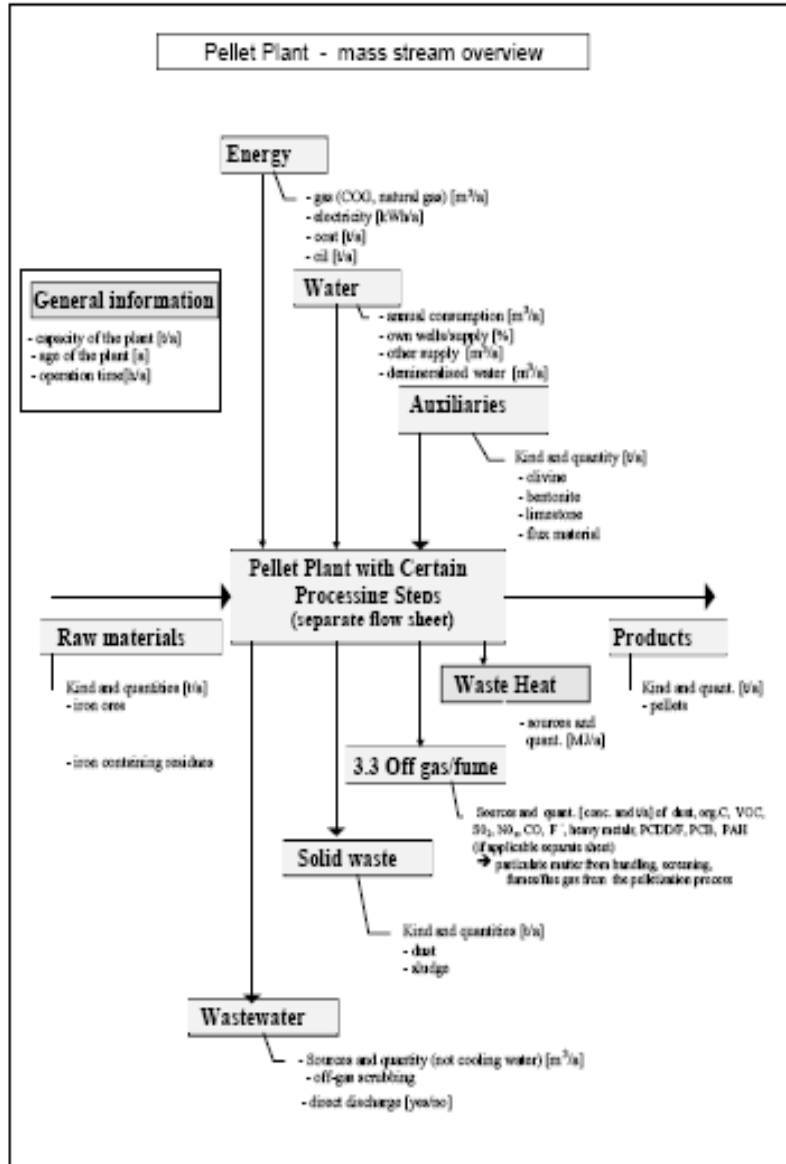 Pellet Plant - mass stream overview
Energy
- gas (COG, natural gas) [m³/a]
- electricity [kWh/a]
- coat [t/a]
- oil [t/a]
General information
- capacity of the plant [t/a]
- age of the plant [a]
- operation time[h/a]
Water
- annual consumption [m³/a]
- own wells/supply [%]
- other supply [m³/a]
- demineralised water [m³/a]
Auxiliaries
Kind and quantity [t/a]
- olivine
- bentonite
- limestone
- flux material
Pellet Plant with Certain
Processing Steps
(separate flow sheet)
Raw materials
Kind and quantities [t/a]
- iron ores
- iron containing residues
Products
Kind and quant. [t/a]
- pellets
Waste Heat
- sources and
quant. [MJ/a]
3.3 Off gas/fume
Sources and quant. [conc. and t/a] of dust, org.C, VOC,
SO₂, NOₓ, CO, F⁻, heavy metals, PCDD/F, PCB, PAH
(if applicable separate sheet)
➔ particulate matter from handling, screening,
flue gas from the pelletization process
Solid waste
Kind and quantities [t/a]
- dust
- sludge
Wastewater
- Sources and quantity (not cooling water) [m³/a]
- off-gas scrubbing
- direct discharge [yes/no]